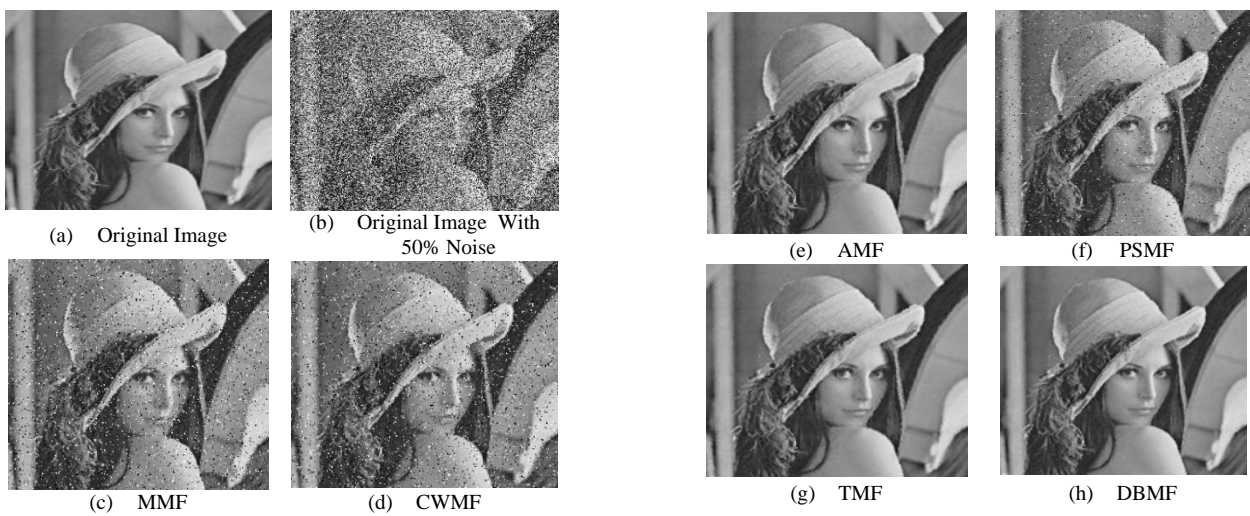 (a) Original Image
(b) Original Image With
50% Noise
(c) MMF
(d) CWMF
(e) AMF
(f) PSMF
(g) TMF
(h) DBMF